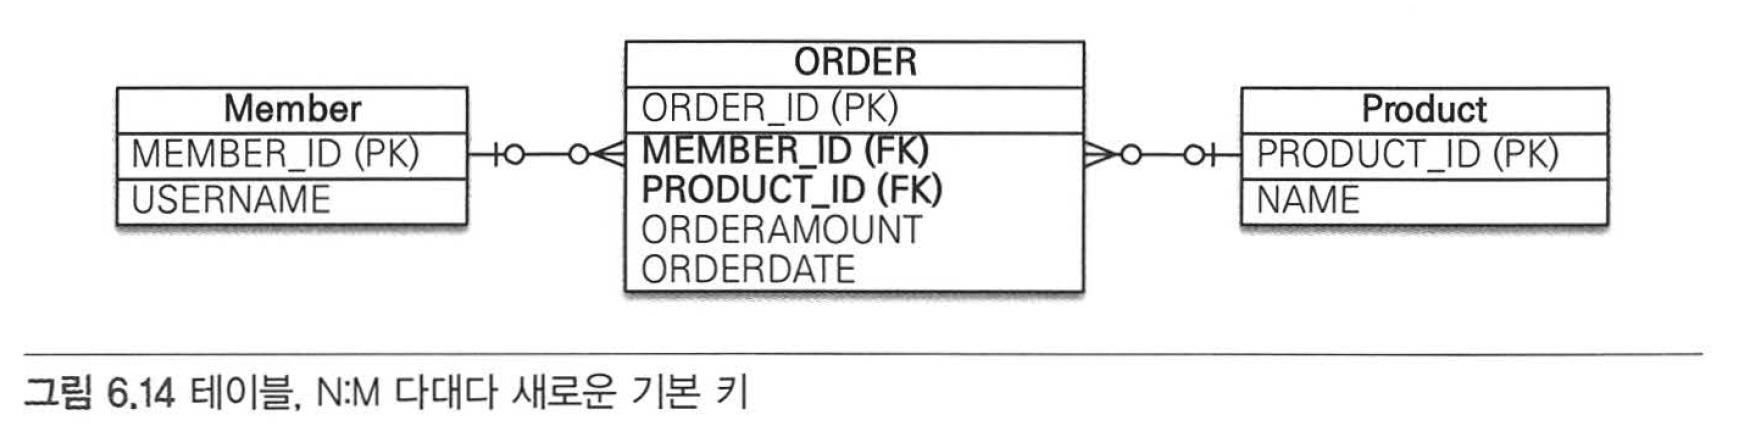 Member
MEMBER_ID (PK)
USERNAME
ORDER
ORDER_ID (PK)
MEMBER_ID (FK)
PRODUCT_ID (FK)
ORDERAMOUNT
ORDERDATE
Product
PRODUCT_ID (PK)
NAME
그림 6.14 테이블, N:M 다대다 새로운 기본 키